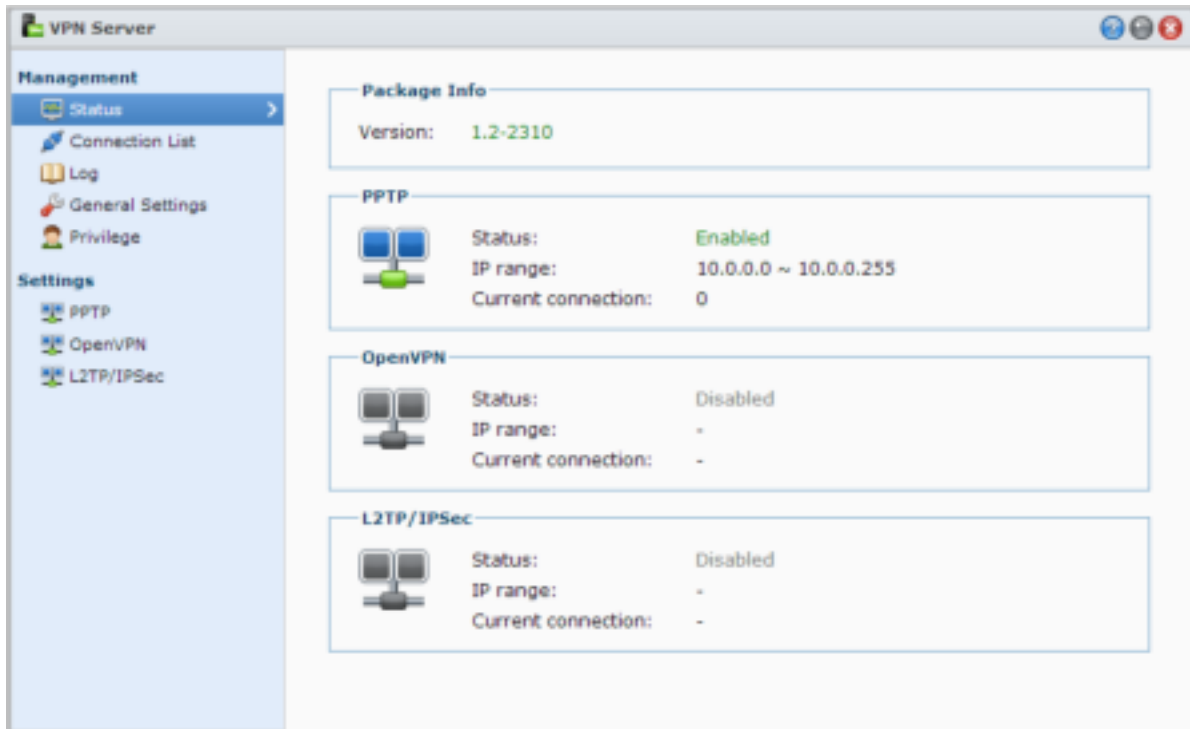 VPN Server
Management
Status
Connection List
Log
General Settings
Privilege
Settings
PPTP
OpenVPN
L2TP/IPSec
Package Info
Version: 1.2-2310
PPTP
Status: Enabled
IP range: 10.0.0.0 ~ 10.0.0.255
Current connection: 0
OpenVPN
Status: Disabled
IP range: -
Current connection: -
L2TP/IPSec
Status: Disabled
IP range: -
Current connection: -